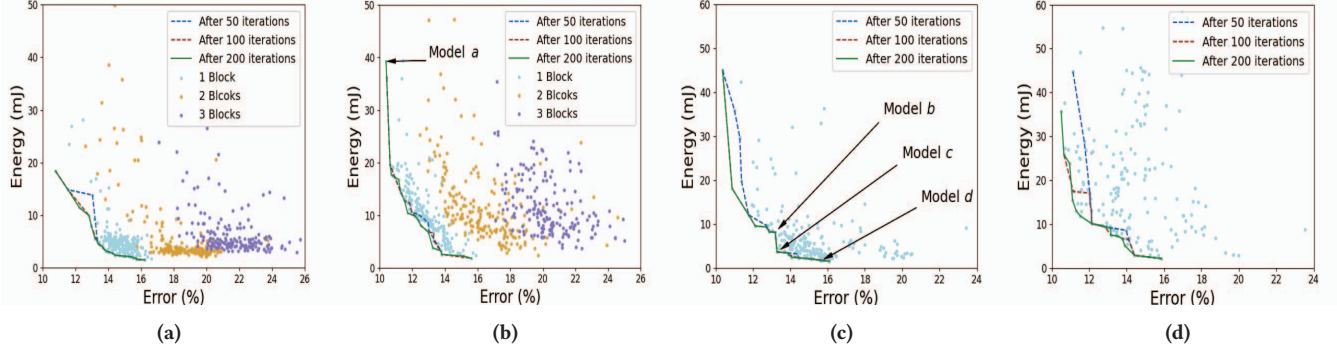 60
50
40
30
20
10
0
Energy (mJ)
10 12 14 16 18 20 22 24 26
Error (%)
After 50 iterations
After 100 iterations
After 200 iterations
1 Block
2 Blcoks
3 Blocks
(a)
60
50
40
30
20
10
0
Energy (mJ)
10 12 14 16 18 20 22 24
Error (%)
Model a
After 50 iterations
After 100 iterations
After 200 iterations
1 Block
2 Blcoks
3 Blocks
(b)
60
50
40
30
20
10
0
Energy (mJ)
10 12 14 16 18 20 22 24
Error (%)
After 50 iterations
After 100 iterations
After 200 iterations
Model b
Model c
Model d
(c)
60
50
40
30
20
10
0
Energy (mJ)
10 12 14 16 18 20 22 24
Error (%)
After 50 iterations
After 100 iterations
After 200 iterations
(d)